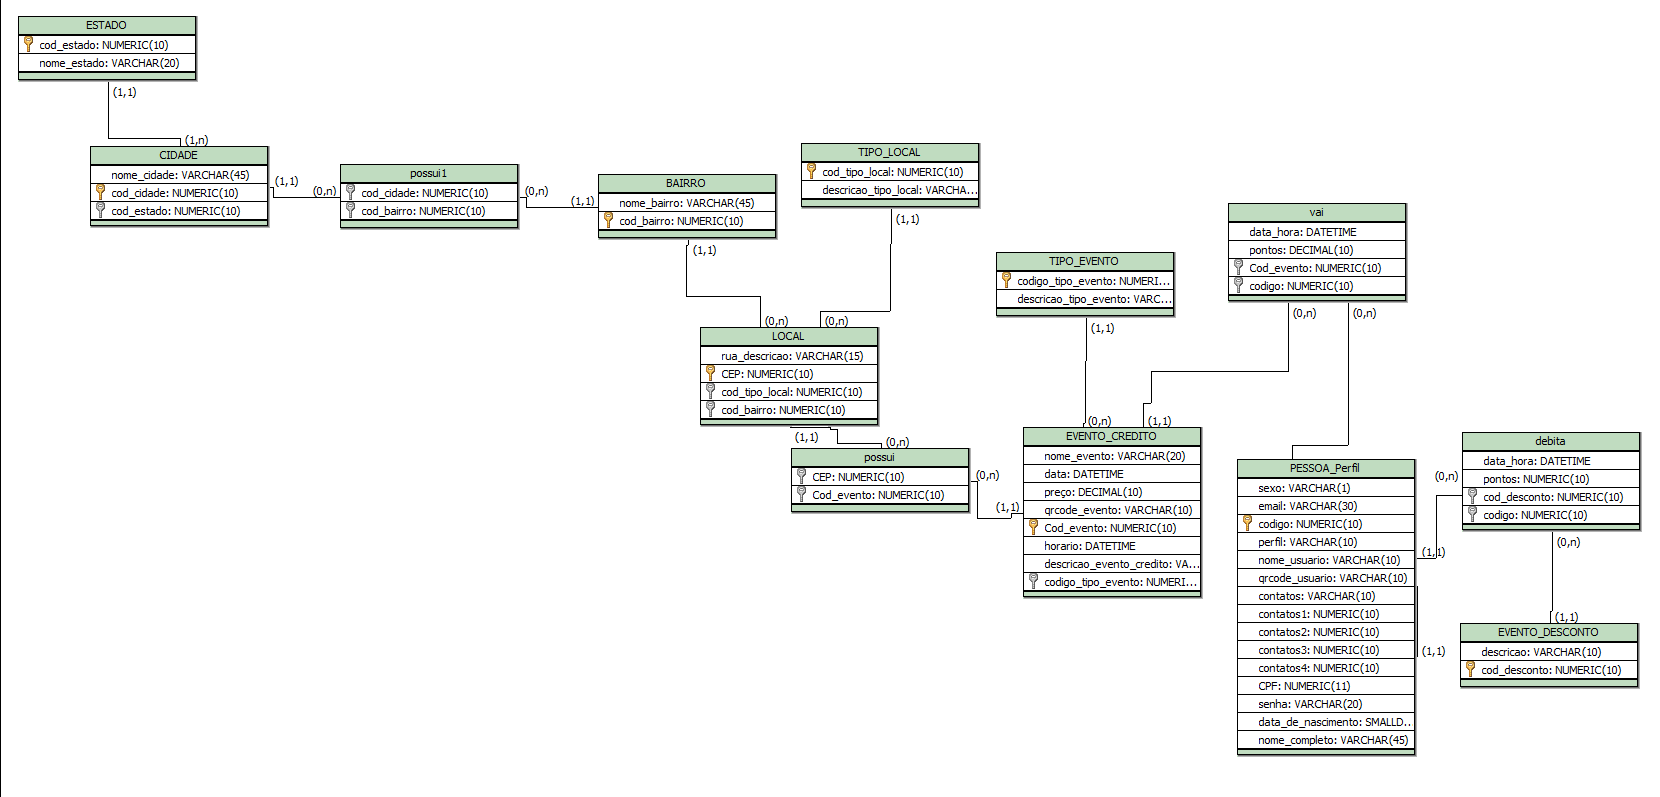 ESTADO
cod_estado: NUMERIC(10)
nome_estado: VARCHAR(20)
(1,1)
(1,n)
CIDADE
nome_cidade: VARCHAR(45)
cod_cidade: NUMERIC(10)
cod_estado: NUMERIC(10)
(1,1)
(0,n)
possui1
cod_cidade: NUMERIC(10)
cod_bairro: NUMERIC(10)
(0,n)
(1,1)
BAIRRO
nome_bairro: VARCHAR(45)
cod_bairro: NUMERIC(10)
(1,1)
(0,n)
TIPO_LOCAL
cod_tipo_local: NUMERIC(10)
descricao_tipo_local: VARCHA...
(1,1)
(0,n)
LOCAL
rua_descricao: VARCHAR(15)
CEP: NUMERIC(10)
cod_tipo_local: NUMERIC(10)
cod_bairro: NUMERIC(10)
(1,1)
(0,n)
possui
CEP: NUMERIC(10)
Cod_evento: NUMERIC(10)
(0,n)
(1,1)
TIPO_EVENTO
codigo_tipo_evento: NUMERI...
descricao_tipo_evento: VARC...
(1,1)
(0,n)
vai
data_hora: DATETIME
pontos: DECIMAL(10)
Cod_evento: NUMERIC(10)
codigo: NUMERIC(10)
(0,n)
(0,n)
(1,1)
EVENTO_CREDITO
nome_evento: VARCHAR(20)
data: DATETIME
preço: DECIMAL(10)
qrcode_evento: VARCHAR(10)
Cod_evento: NUMERIC(10)
horario: DATETIME
descricao_evento_credito: VA...
codigo_tipo_evento: NUMERI...
PESSOA_Perfil
sexo: VARCHAR(1)
email: VARCHAR(30)
codigo: NUMERIC(10)
perfil: VARCHAR(10)
nome_usuario: VARCHAR(10)
qrcode_usuario: VARCHAR(10)
contatos: VARCHAR(10)
contatos1: NUMERIC(10)
contatos2: NUMERIC(10)
contatos3: NUMERIC(10)
contatos4: NUMERIC(10)
CPF: NUMERIC(11)
senha: VARCHAR(20)
data_de_nascimento: SMALLD...
nome_completo: VARCHAR(45)
(0,n)
(1,1)
(1,1)
debita
data_hora: DATETIME
pontos: NUMERIC(10)
cod_desconto: NUMERIC(10)
codigo: NUMERIC(10)
(0,n)
(1,1)
EVENTO_DESCONTO
descricao: VARCHAR(10)
cod_desconto: NUMERIC(10)